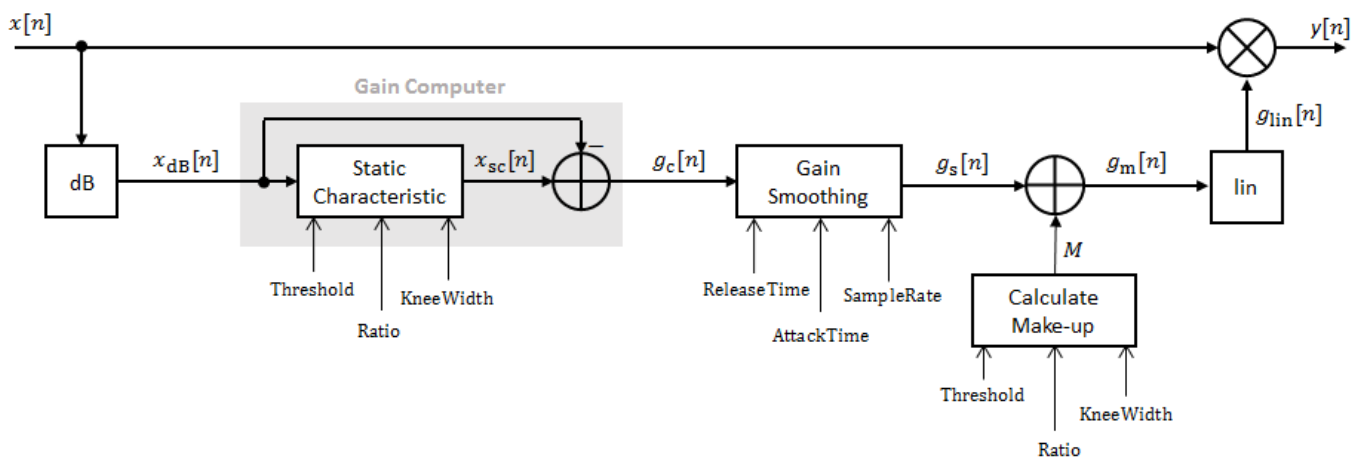 x[n]
y[n]
Gain Computer
g_lin[n]
dB
x_dB[n]
Static
Characteristic
x_sc[n]
−
g_c[n]
Gain
Smoothing
g_s[n]
g_m[n]
lin
M
Threshold
Ratio
KneeWidth
ReleaseTime
AttackTime
SampleRate
Calculate
Make-up
Threshold
Ratio
KneeWidth